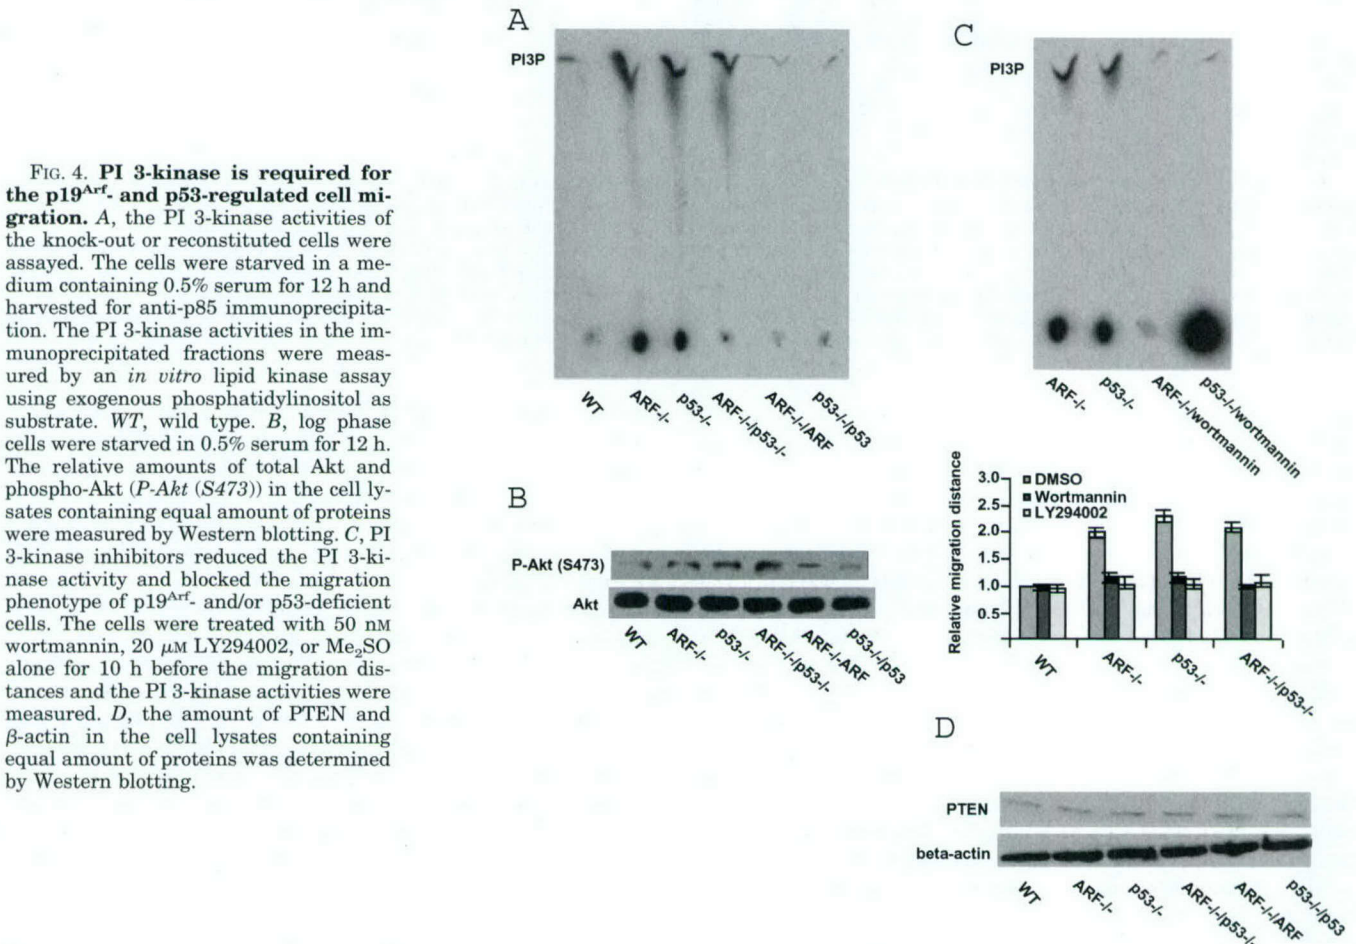 FIG. 4. PI 3-kinase is required for
the p19Arf- and p53-regulated cell mi-
gration. A, the PI 3-kinase activities of
the knock-out or reconstituted cells were
assayed. The cells were starved in a me-
dium containing 0.5% serum for 12 h and
harvested for anti-p85 immunoprecipita-
tion. The PI 3-kinase activities in the im-
munoprecipitated fractions were meas-
ured by an in vitro lipid kinase assay
using exogenous phosphatidylinositol as
substrate. WT, wild type. B, log phase
cells were starved in 0.5% serum for 12 h.
The relative amounts of total Akt and
phospho-Akt (P-Akt (S473)) in the cell ly-
sates containing equal amount of proteins
were measured by Western blotting. C, PI
3-kinase inhibitors reduced the PI 3-ki-
nase activity and blocked the migration
phenotype of p19Arf- and/or p53-deficient
cells. The cells were treated with 50 nM
wortmannin, 20 μM LY294002, or Me2SO
alone for 10 h before the migration dis-
tances and the PI 3-kinase activities were
measured. D, the amount of PTEN and
β-actin in the cell lysates containing
equal amount of proteins was determined
by Western blotting.
A
PI3P
WT
ARF-/-
p53-/-
ARF-/-/p53-/-
ARF-/-/ARF
p53-/-/p53
B
P-Akt (S473)
Akt
WT
ARF-/-
p53-/-
ARF-/-/p53-/-
ARF-/-ARF
p53-/-/p53
C
PI3P
ARF-/-
p53-/-
ARF-/-/wortmannin
p53-/-/wortmannin
Relative migration distance
3.0
2.5
2.0
1.5
1.0
0.5
DMSO
Wortmannin
LY294002
WT
ARF-/-
p53-/-
ARF-/-/p53-/-
D
PTEN
beta-actin
WT
ARF-/-
p53-/-
ARF-/-/p53-/-
ARF-/-/ARF
p53-/-/p53